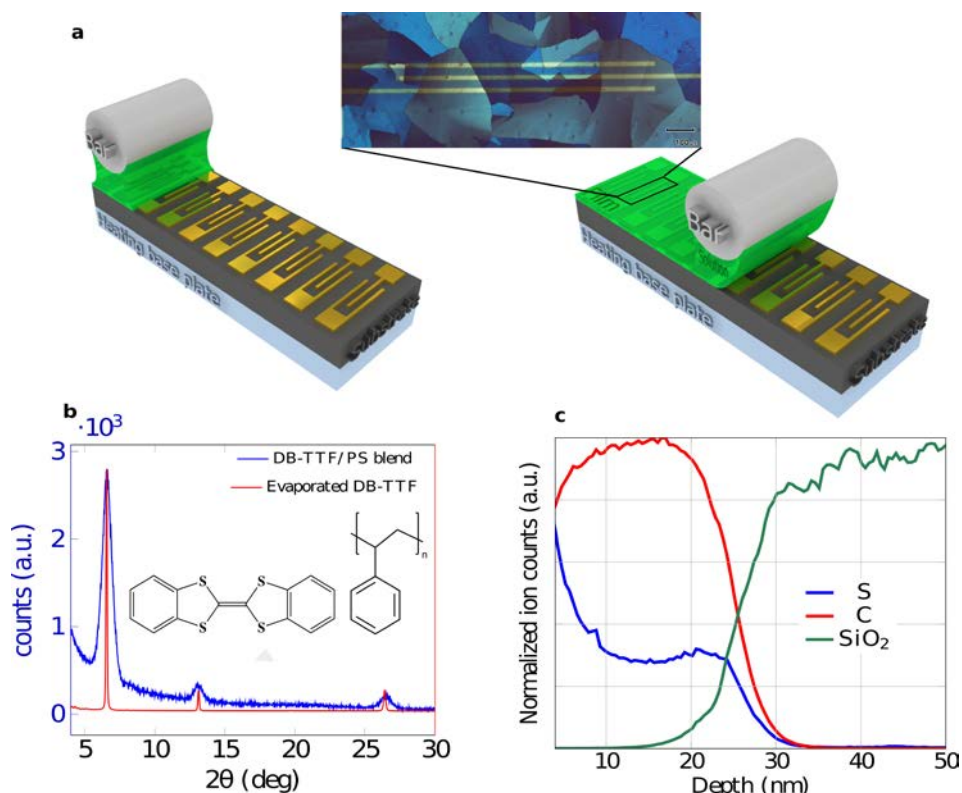 a
Bar
Heating base plate
Bar
Heating base plate
b
·10³
3
2
1
0
counts (a.u.)
DB-TTF/PS blend
Evaporated DB-TTF
S
S
S
S
n
5
10
15
20
25
30
2θ (deg)
c
Normalized ion counts (a.u.)
S
C
SiO₂
10
20
30
40
50
Depth (nm)